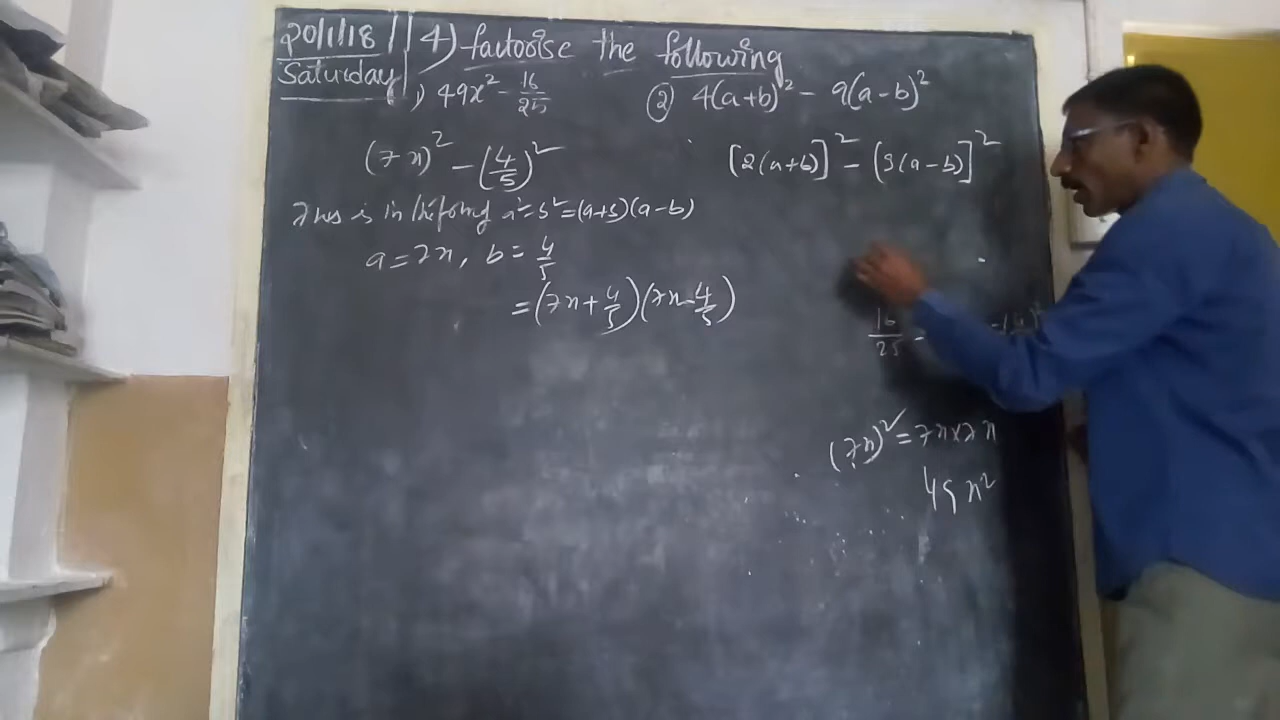 20/1/18
Saturday
4) factorise the following
1) 49x² - 16/25
(7x)² - (4/5)²
This is in the form of a²-b²=(a+b)(a-b)
a=7x, b=4/5
=(7x+4/5)(7x-4/5)
② 4(a+b)² - 9(a-b)²
[2(a+b)]² - [3(a-b)]²
16/25 =
(7x)² = 7x×7x
49x²